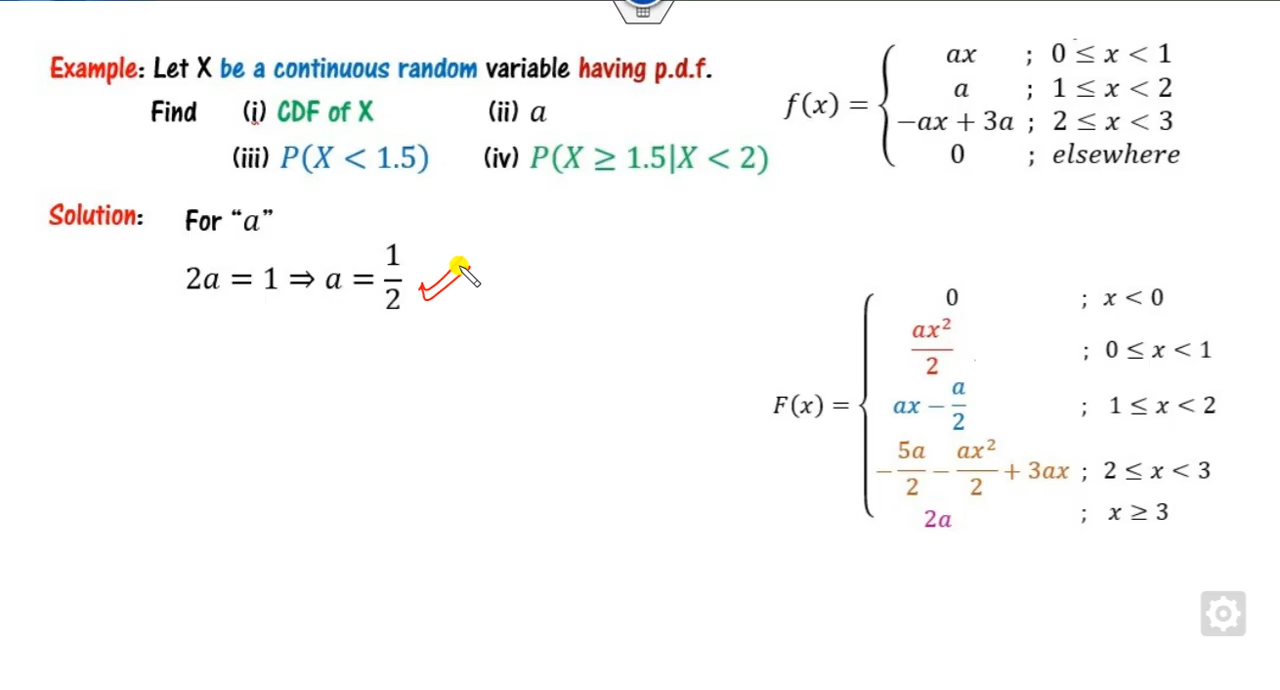 Example: Let X be a continuous random variable having p.d.f.
Find (i) CDF of X (ii) a
(iii) P(X < 1.5) (iv) P(X ≥ 1.5|X < 2)
f(x) = {
ax ; 0 ≤ x < 1
a ; 1 ≤ x < 2
−ax + 3a ; 2 ≤ x < 3
0 ; elsewhere
Solution: For “a”
2a = 1 ⇒ a = 1/2
F(x) = {
0 ; x < 0
ax²/2 ; 0 ≤ x < 1
ax − a/2 ; 1 ≤ x < 2
−5a/2 − ax²/2 + 3ax ; 2 ≤ x < 3
2a ; x ≥ 3